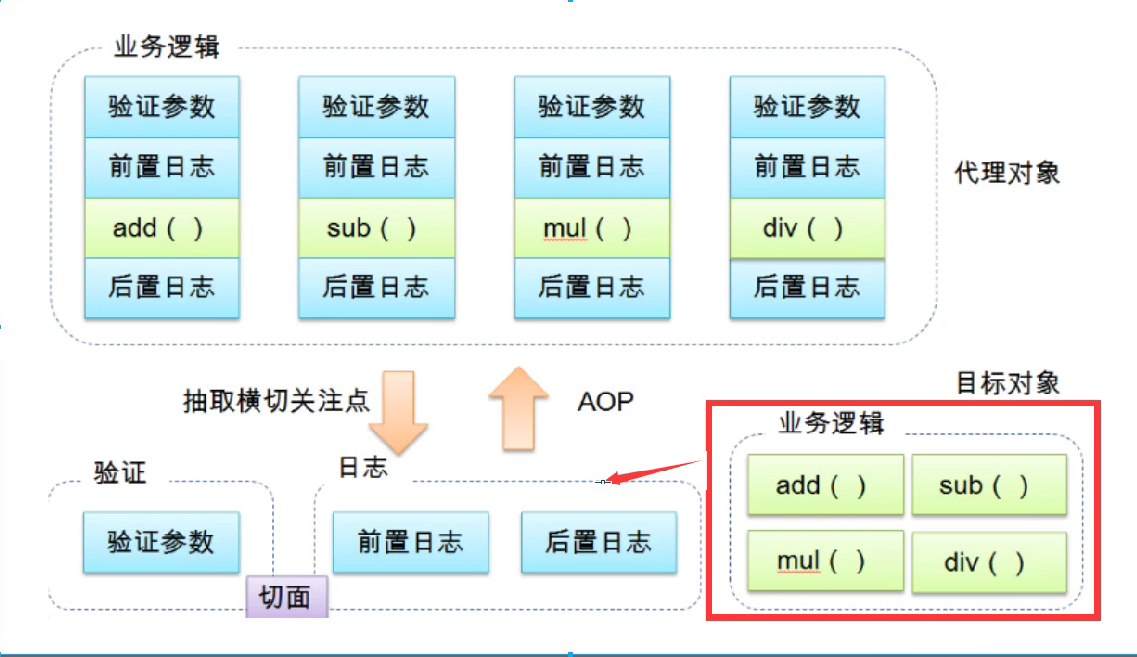 业务逻辑
验证参数 验证参数 验证参数 验证参数
前置日志 前置日志 前置日志 前置日志
add ( ) sub ( ) mul ( ) div ( )
后置日志 后置日志 后置日志 后置日志
代理对象
抽取横切关注点
AOP
目标对象
验证
验证参数
日志
前置日志 后置日志
切面
业务逻辑
add ( ) sub ( )
mul ( ) div ( )